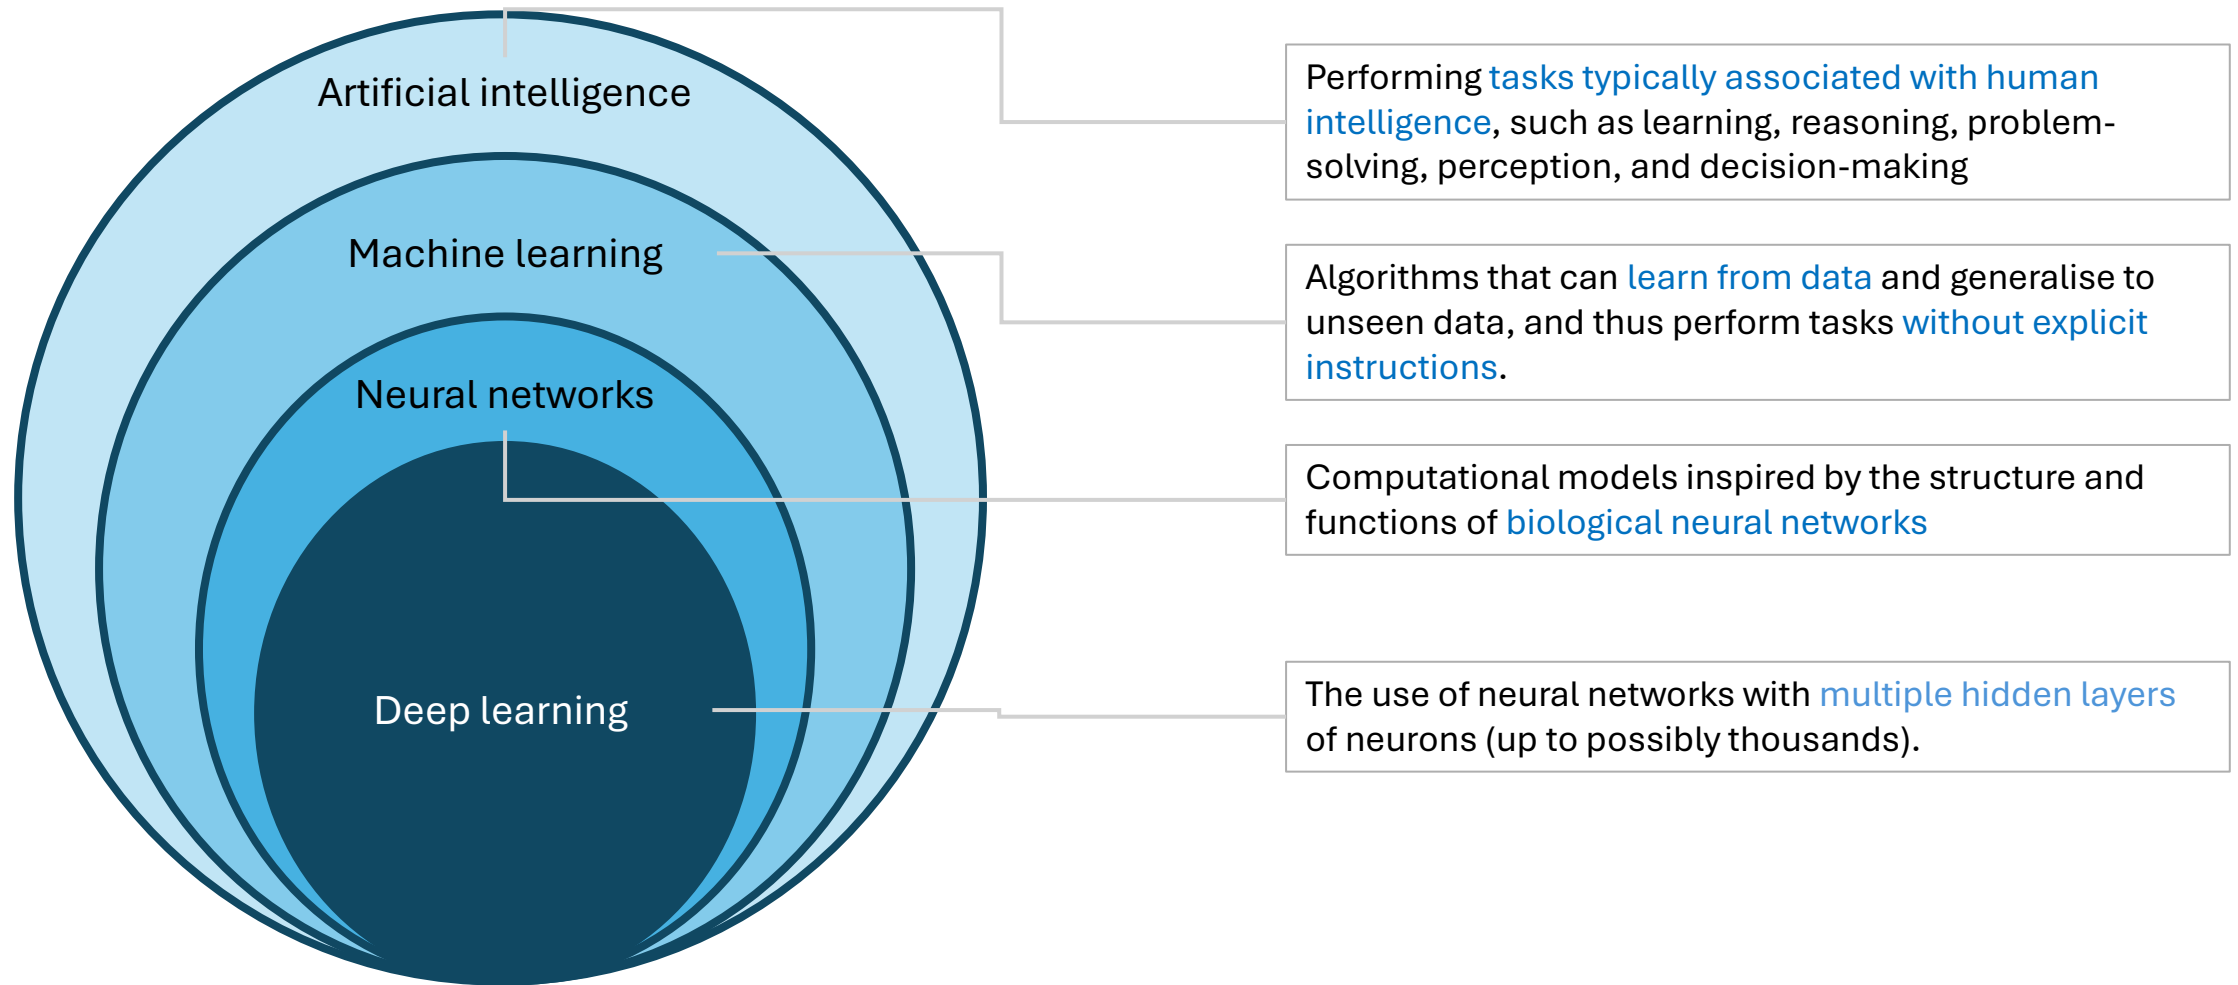 Artificial intelligence
Performing tasks typically associated with human
intelligence, such as learning, reasoning, problem-
solving, perception, and decision-making
Machine learning
Algorithms that can learn from data and generalise to
unseen data, and thus perform tasks without explicit
instructions.
Neural networks
Computational models inspired by the structure and
functions of biological neural networks
Deep learning
The use of neural networks with multiple hidden layers
of neurons (up to possibly thousands).